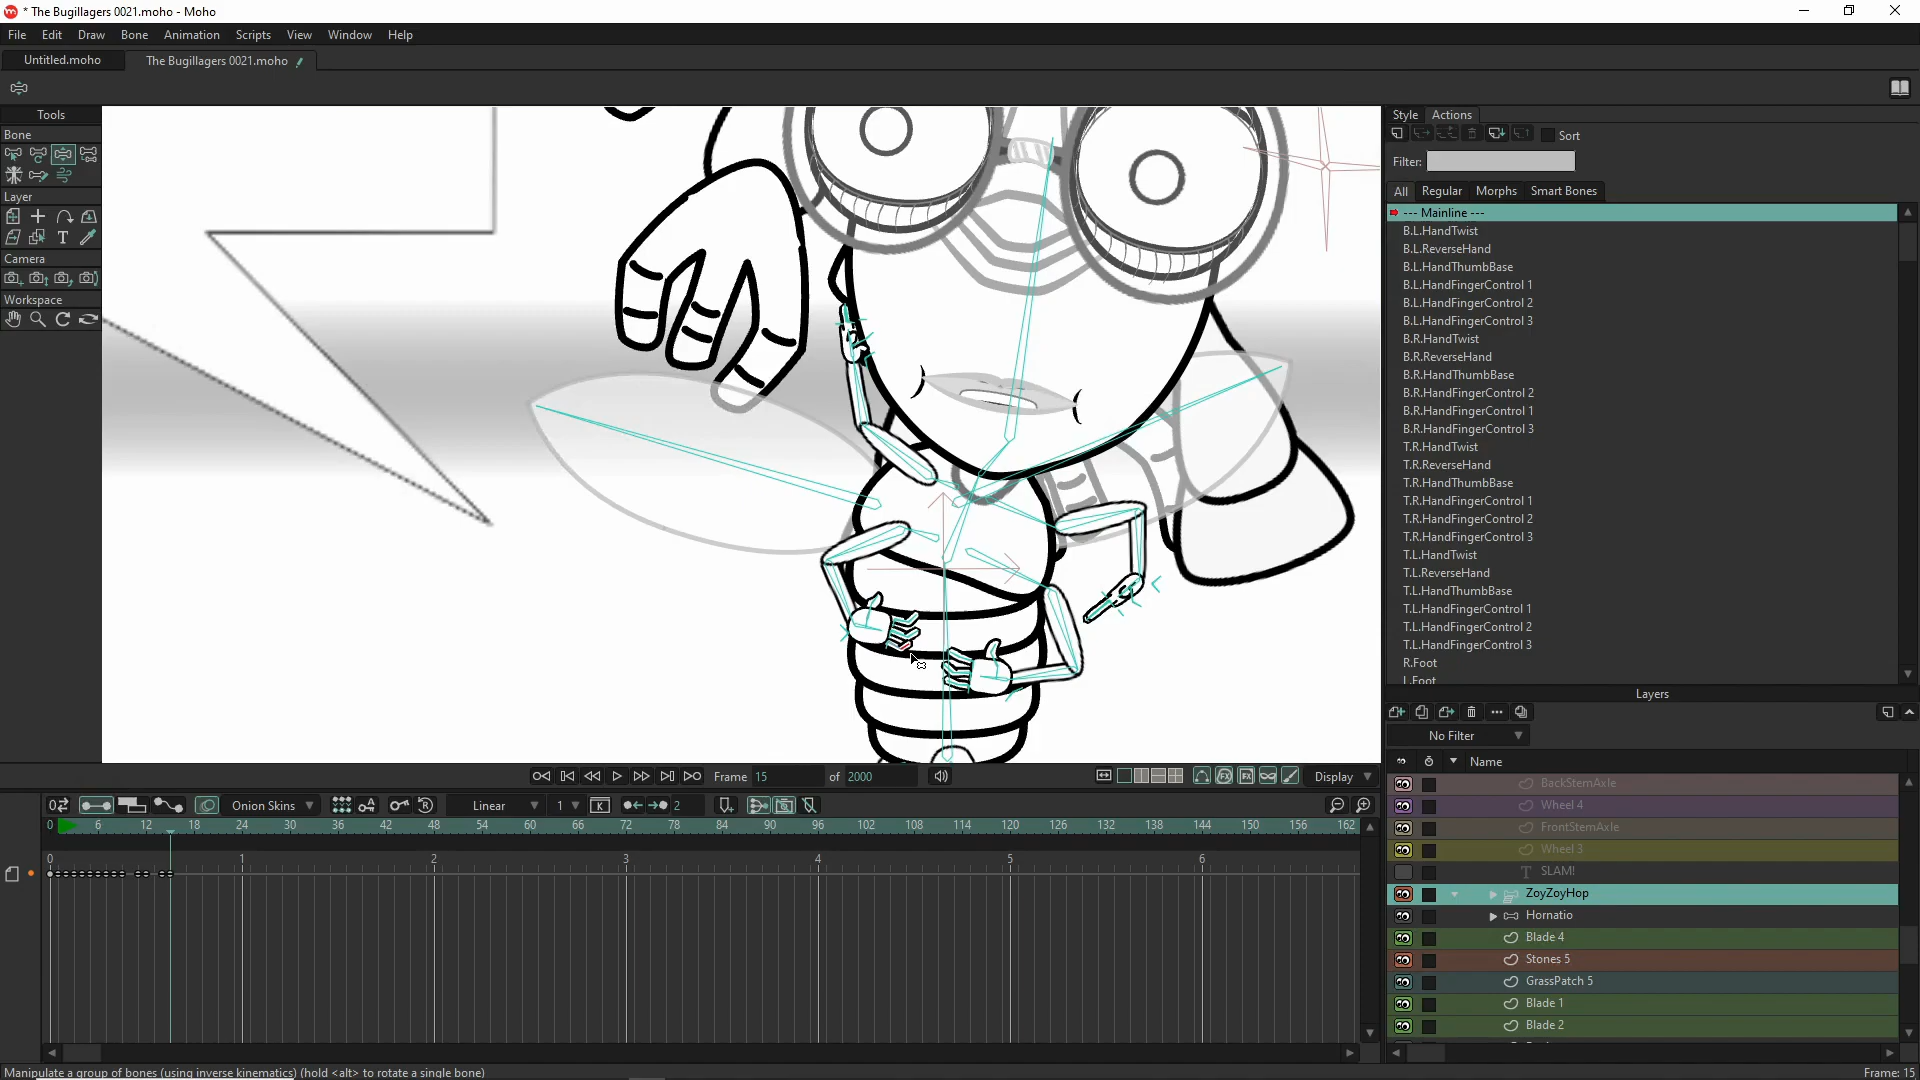 * The Bugillagers 0021.moho - Moho
File Edit Draw Bone Animation Scripts View Window Help
Untitled.moho The Bugillagers 0021.moho
Tools
Bone
Layer
Camera
Workspace
Style Actions
Sort
Filter:
All Regular Morphs Smart Bones
--- Mainline ---
B.L.HandTwist
B.L.ReverseHand
B.L.HandThumbBase
B.L.HandFingerControl 1
B.L.HandFingerControl 2
B.L.HandFingerControl 3
B.R.HandTwist
B.R.ReverseHand
B.R.HandThumbBase
B.R.HandFingerControl 2
B.R.HandFingerControl 1
B.R.HandFingerControl 3
T.R.HandTwist
T.R.ReverseHand
T.R.HandThumbBase
T.R.HandFingerControl 1
T.R.HandFingerControl 2
T.R.HandFingerControl 3
T.L.HandTwist
T.L.ReverseHand
T.L.HandThumbBase
T.L.HandFingerControl 1
T.L.HandFingerControl 2
T.L.HandFingerControl 3
R.Foot
L.Foot
Layers
No Filter
Name
BackStemAxle
Wheel 4
FrontStemAxle
Wheel 3
SLAM!
ZoyZoyHop
Hornatio
Blade 4
Stones 5
GrassPatch 5
Blade 1
Blade 2
Frame 15 of 2000
Display
Onion Skins Linear 1 2
0 6 12 18 24 30 36 42 48 54 60 66 72 78 84 90 96 102 108 114 120 126 132 138 144 150 156 162
0 1 2 3 4 5 6
Manipulate a group of bones (using inverse kinematics) (hold <alt> to rotate a single bone)
Frame: 15